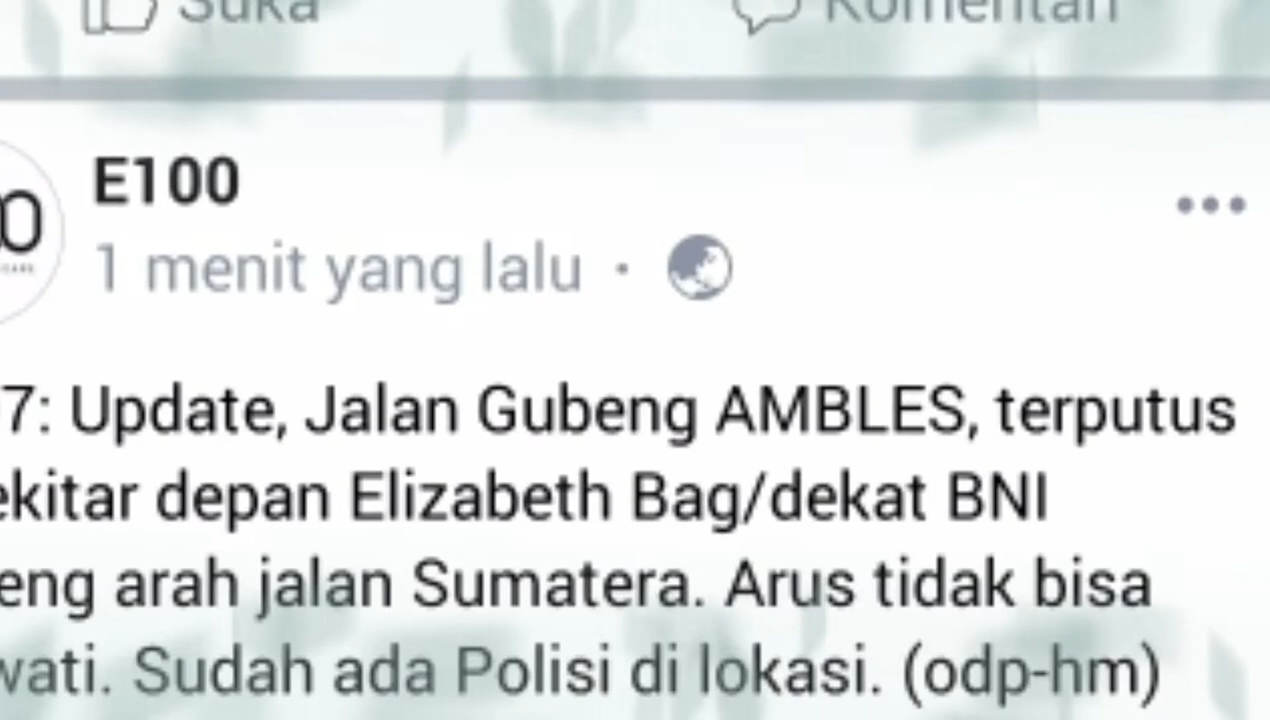 Suka Komentar
E100
1 menit yang lalu
7: Update, Jalan Gubeng AMBLES, terputus
ekitar depan Elizabeth Bag/dekat BNI
eng arah jalan Sumatera. Arus tidak bisa
wati. Sudah ada Polisi di lokasi. (odp-hm)